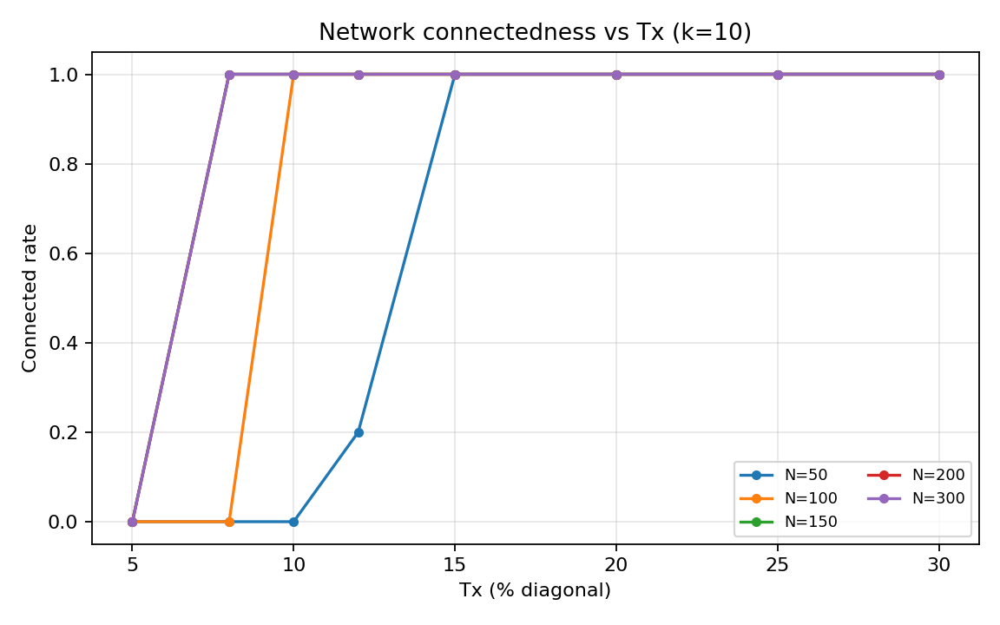 Network connectedness vs Tx (k=10)
Connected rate
1.0
0.8
0.6
0.4
0.2
0.0
5 10 15 20 25 30
Tx (% diagonal)
N=50
N=100
N=150
N=200
N=300